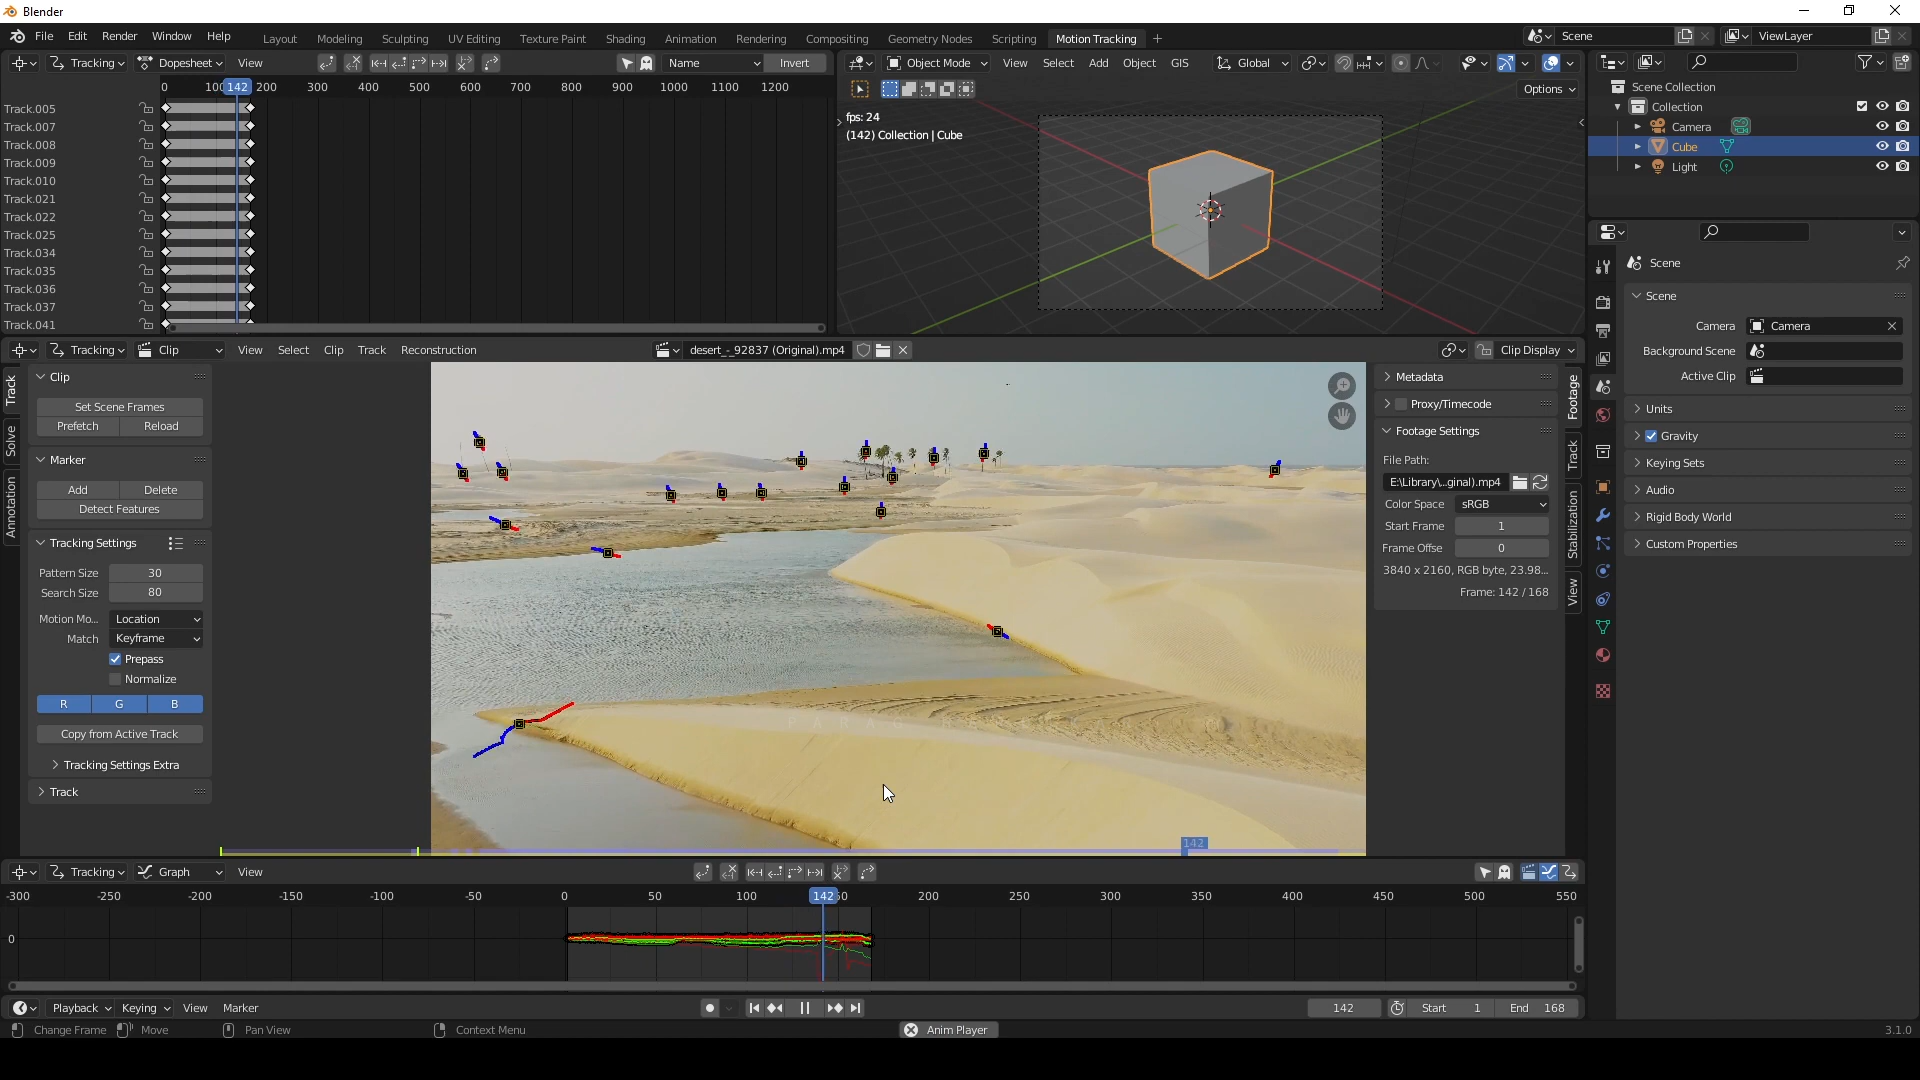 Blender
File Edit Render Window Help
Layout Modeling Sculpting UV Editing Texture Paint Shading Animation Rendering Compositing Geometry Nodes Scripting Motion Tracking +
Scene
ViewLayer
Tracking Dopesheet View Name Invert
0 100 142 200 300 400 500 600 700 800 900 1000 1100 1200
Track.005
Track.007
Track.008
Track.009
Track.010
Track.021
Track.022
Track.025
Track.034
Track.035
Track.036
Track.037
Track.041
Object Mode View Select Add Object GIS Global
Options
fps: 24
(142) Collection | Cube
Scene Collection
Collection
Camera
Cube
Light
Scene
Scene
Camera Camera
Background Scene
Active Clip
Units
Gravity
Keying Sets
Audio
Rigid Body World
Custom Properties
Tracking Clip View Select Clip Track Reconstruction desert_-_92837 (Original).mp4 Clip Display
Track
Solve
Annotation
Clip
Set Scene Frames
Prefetch Reload
Marker
Add Delete
Detect Features
Tracking Settings
Pattern Size 30
Search Size 80
Motion Mo... Location
Match Keyframe
Prepass
Normalize
R G B
Copy from Active Track
Tracking Settings Extra
Track
142
Metadata
Proxy/Timecode
Footage Settings
File Path:
E:\Library\...ginal).mp4
Color Space sRGB
Start Frame 1
Frame Offse 0
3840 x 2160, RGB byte, 23.98...
Frame: 142 / 168
Footage
Track
Stabilization
View
Tracking Graph View
-300 -250 -200 -150 -100 -50 0 50 100 142 200 250 300 350 400 450 500 550
0
Playback Keying View Marker
142 Start 1 End 168
Change Frame Move Pan View Context Menu Anim Player 3.1.0